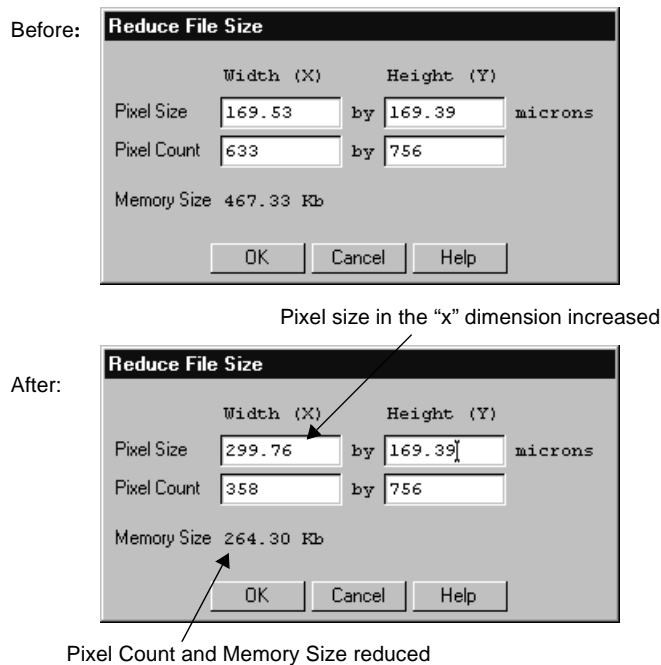 Before:
Reduce File Size
Width (X) Height (Y)
Pixel Size 169.53 by 169.39 microns
Pixel Count 633 by 756
Memory Size 467.33 Kb
OK Cancel Help
Pixel size in the “x” dimension increased
After:
Reduce File Size
Width (X) Height (Y)
Pixel Size 299.76 by 169.39 microns
Pixel Count 358 by 756
Memory Size 264.30 Kb
OK Cancel Help
Pixel Count and Memory Size reduced